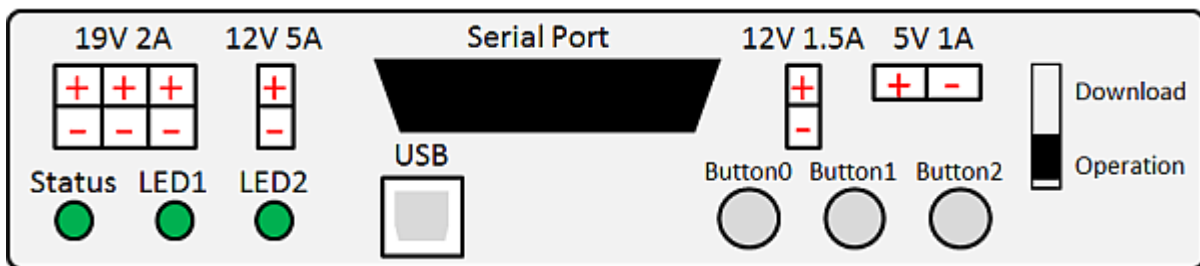 19V 2A 12V 5A Serial Port 12V 1.5A 5V 1A
+ + + + + + -
- - - - -
Download
Operation
USB
Status LED1 LED2 Button0 Button1 Button2